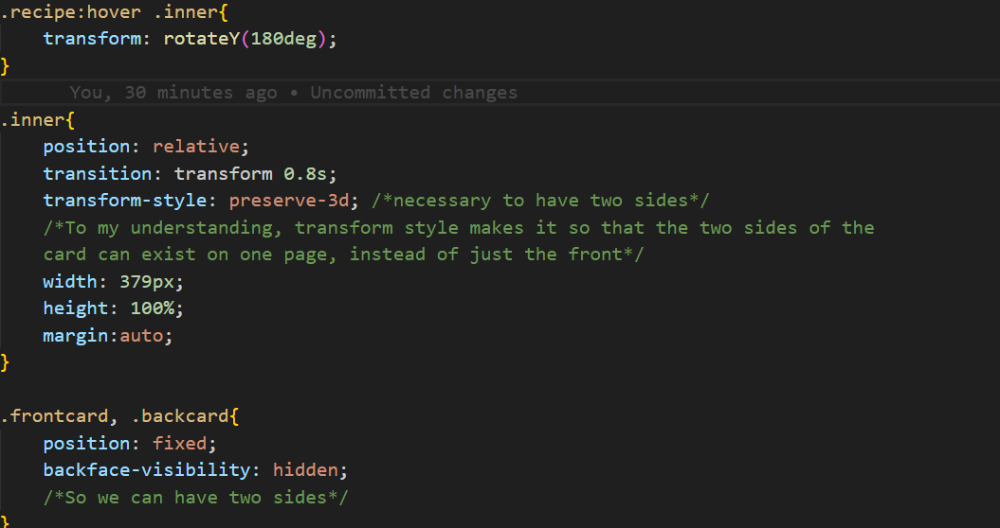 .recipe:hover .inner{
    transform: rotateY(180deg);
}
You, 30 minutes ago • Uncommitted changes
.inner{
    position: relative;
    transition: transform 0.8s;
    transform-style: preserve-3d; /*necessary to have two sides*/
    /*To my understanding, transform style makes it so that the two sides of the
    card can exist on one page, instead of just the front*/
    width: 379px;
    height: 100%;
    margin:auto;
}
.frontcard, .backcard{
    position: fixed;
    backface-visibility: hidden;
    /*So we can have two sides*/
}